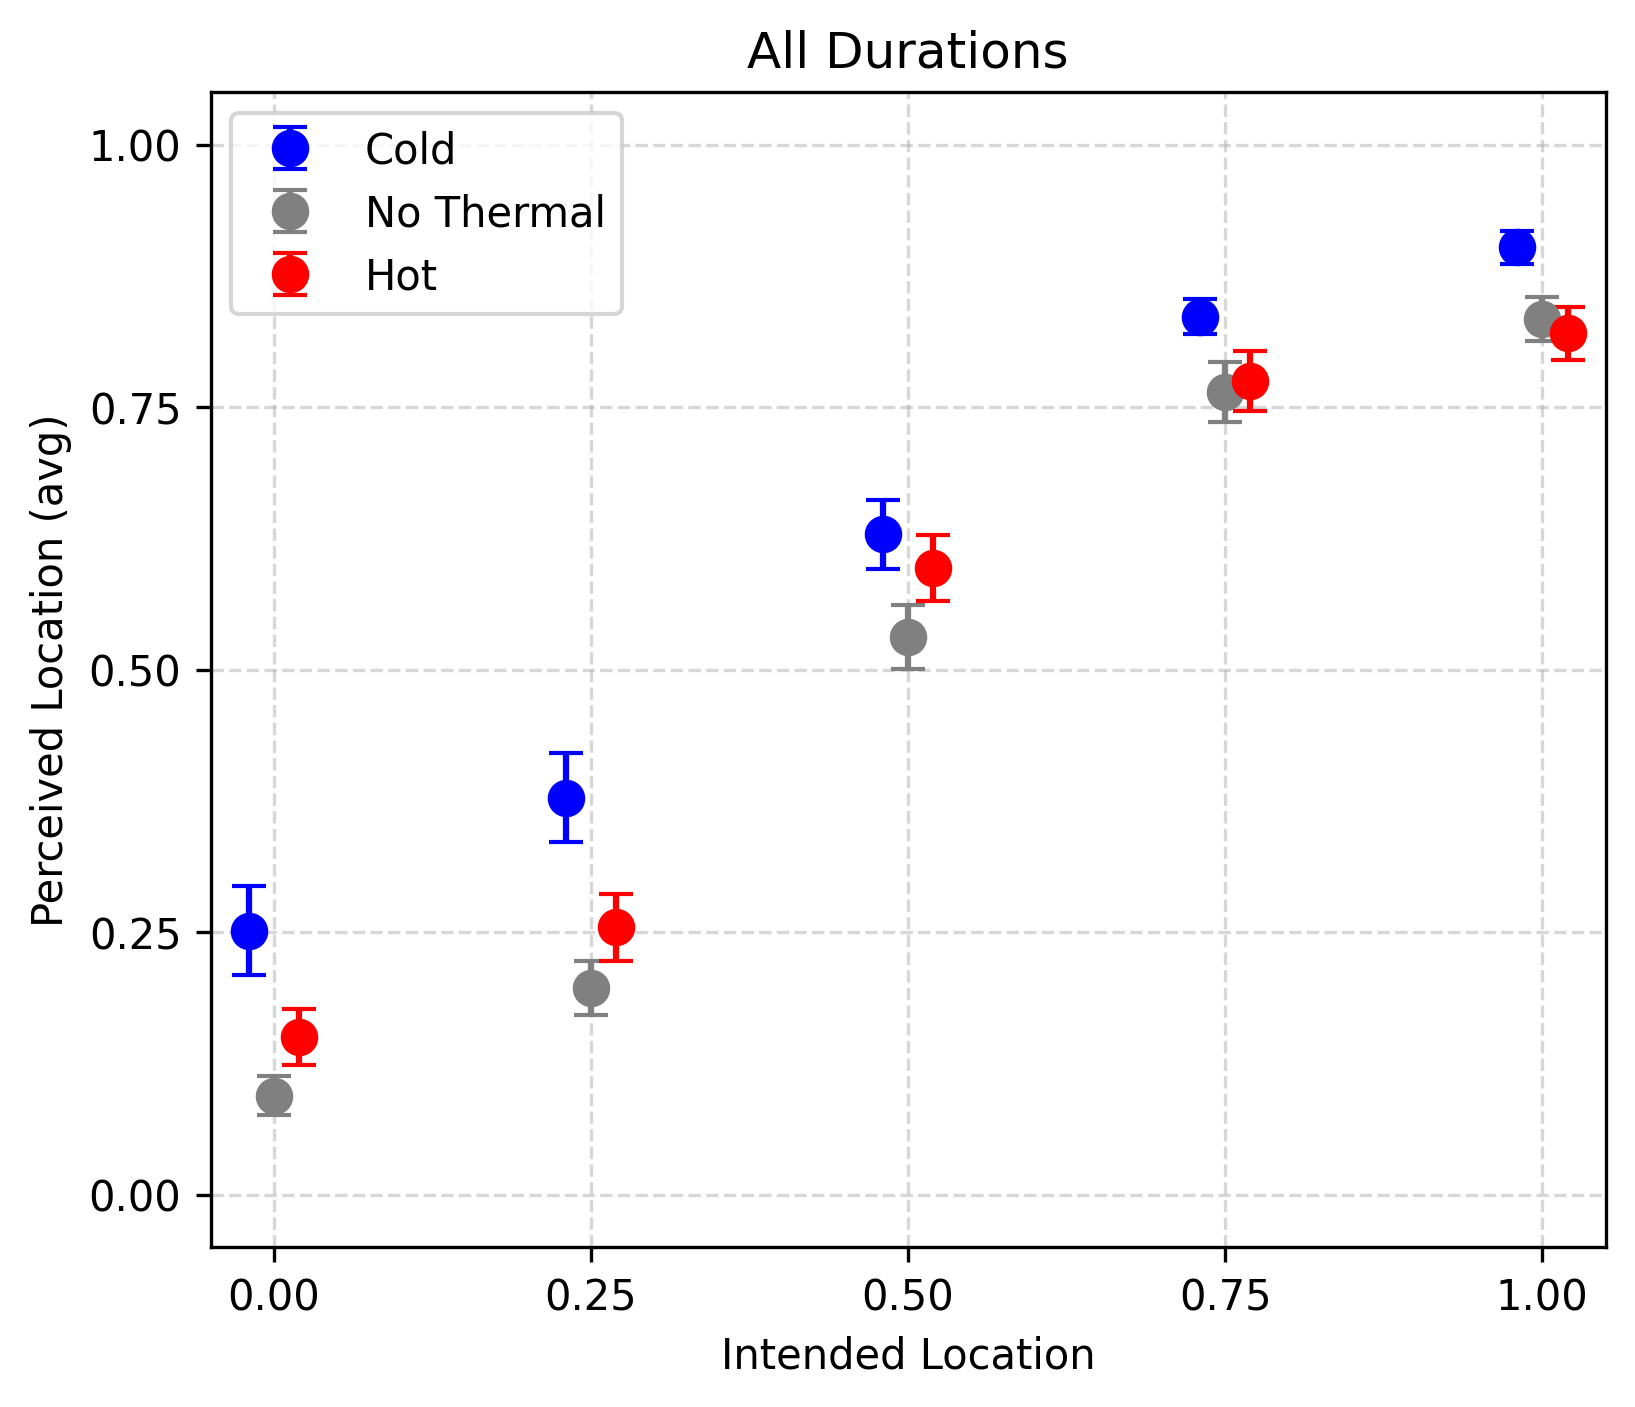 All Durations
Cold
No Thermal
Hot
1.00
0.75
0.50
0.25
0.00
Perceived Location (avg)
0.00 0.25 0.50 0.75 1.00
Intended Location